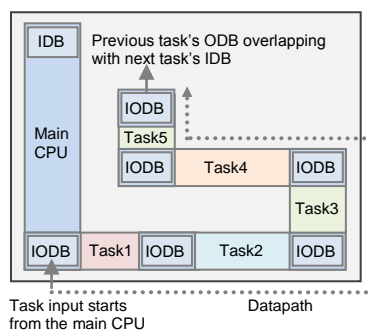 IDB
Previous task's ODB overlapping
with next task's IDB
IODB
Main
CPU
Task5
IODB
Task4
IODB
Task3
IODB
Task1
IODB
Task2
IODB
Task input starts
from the main CPU
Datapath